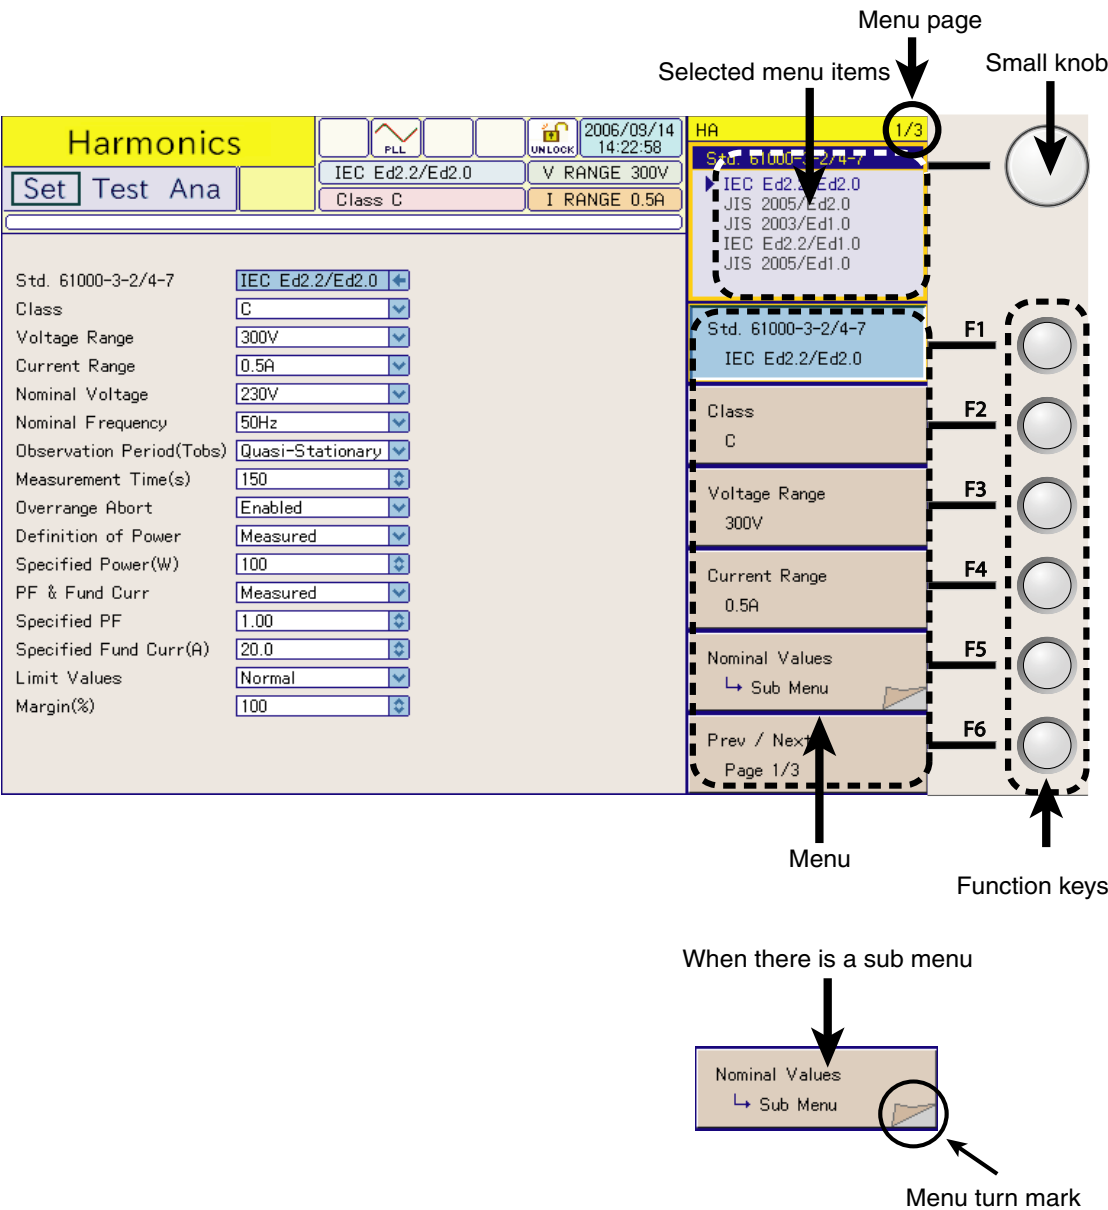 Menu page
Selected menu items
Small knob
Harmonics
PLL
UNLOCK
2006/09/14
14:22:58
HA
1/3
Set Test Ana
IEC Ed2.2/Ed2.0
V RANGE 300V
Class C
I RANGE 0.5A
Std. 61000-3-2/4-7
IEC Ed2.2/Ed2.0
JIS 2005/Ed2.0
JIS 2003/Ed1.0
IEC Ed2.2/Ed1.0
JIS 2005/Ed1.0
Std. 61000-3-2/4-7 IEC Ed2.2/Ed2.0
Class C
Voltage Range 300V
Current Range 0.5A
Nominal Voltage 230V
Nominal Frequency 50Hz
Observation Period(Tobs) Quasi-Stationary
Measurement Time(s) 150
Overrange Abort Enabled
Definition of Power Measured
Specified Power(W) 100
PF & Fund Curr Measured
Specified PF 1.00
Specified Fund Curr(A) 20.0
Limit Values Normal
Margin(%) 100
Std. 61000-3-2/4-7
IEC Ed2.2/Ed2.0
F1
Class
C
F2
Voltage Range
300V
F3
Current Range
0.5A
F4
Nominal Values
Sub Menu
F5
Prev / Next
Page 1/3
F6
Menu
Function keys
When there is a sub menu
Nominal Values
Sub Menu
Menu turn mark